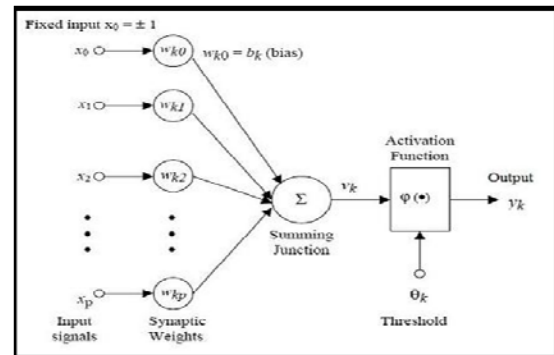 Fixed input x0 = ± 1
x0 wk0 wk0 = bk (bias)
x1 wk1
Activation
Function
Output
x2 wk2 Σ vk φ (•) yk
Summing
Junction
xp wkp θk
Input
signals
Synaptic
Weights
Threshold